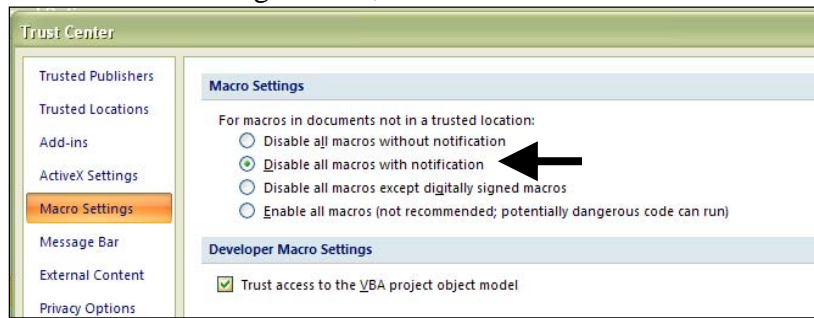 Trust Center
Trusted Publishers
Trusted Locations
Add-ins
ActiveX Settings
Macro Settings
Message Bar
External Content
Privacy Options
Macro Settings
For macros in documents not in a trusted location:
Disable all macros without notification
Disable all macros with notification
Disable all macros except digitally signed macros
Enable all macros (not recommended; potentially dangerous code can run)
Developer Macro Settings
Trust access to the VBA project object model